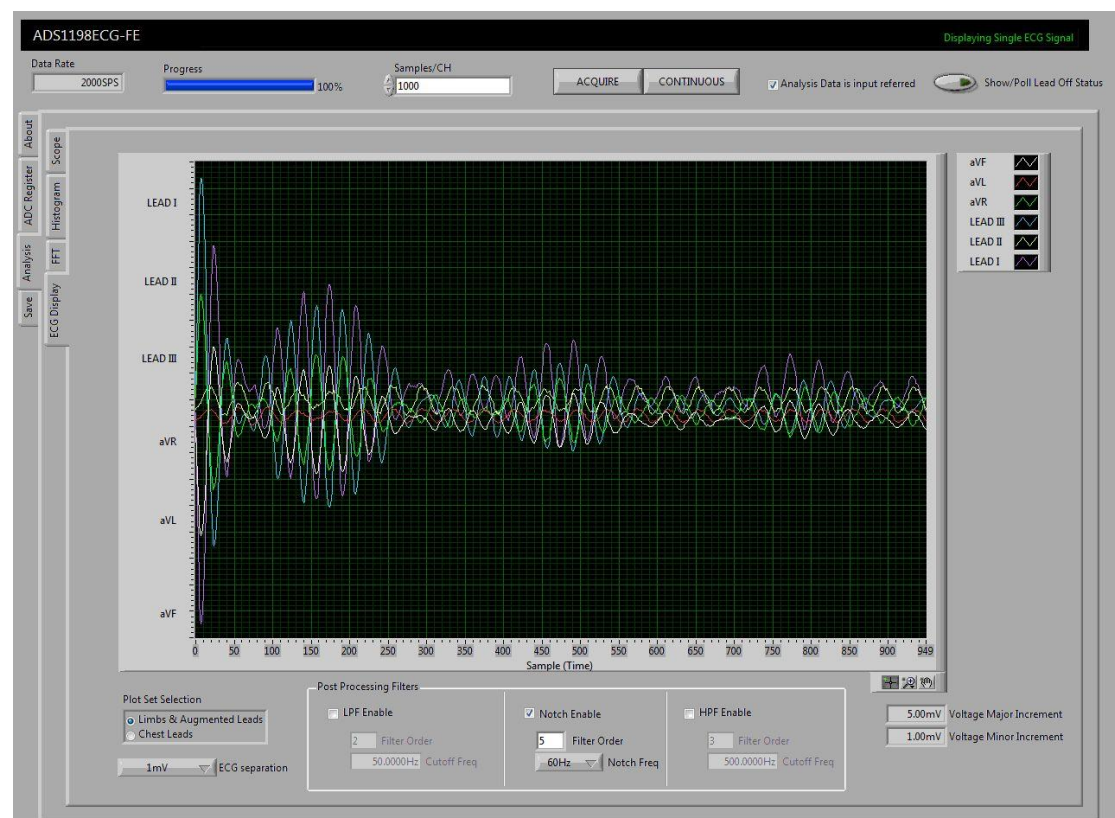 ADS1198ECG-FE
Displaying Single ECG Signal
Data Rate
2000SPS
Progress
100%
Samples/CH
1000
ACQUIRE
CONTINUOUS
Analysis Data is input referred
Show/Poll Lead Off Status
About
ADC Register
Analysis
Save
Scope
Histogram
FFT
ECG Display
LEAD I
LEAD II
LEAD III
aVR
aVL
aVF
0 50 100 150 200 250 300 350 400 450 500 550 600 650 700 750 800 850 900 949
Sample (Time)
aVF
aVL
aVR
LEAD III
LEAD II
LEAD I
Plot Set Selection
Limbs & Augmented Leads
Chest Leads
1mV ECG separation
Post Processing Filters
LPF Enable
2 Filter Order
50.0000Hz Cutoff Freq
Notch Enable
5 Filter Order
60Hz Notch Freq
HPF Enable
3 Filter Order
500.0000Hz Cutoff Freq
5.00mV Voltage Major Increment
1.00mV Voltage Minor Increment